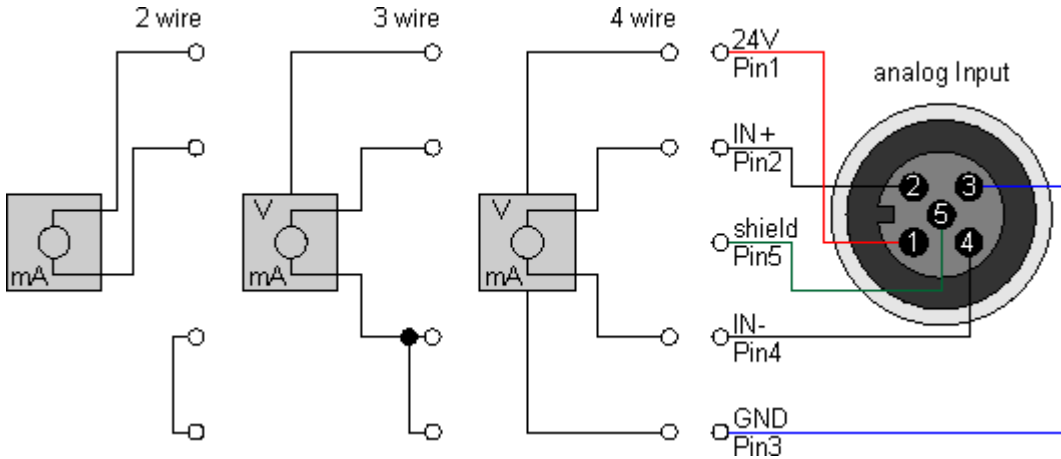 2 wire
3 wire
4 wire
24V
Pin1
analog Input
IN+
Pin2
2
3
5
1
4
V
V
shield
Pin5
mA
mA
mA
IN-
Pin4
GND
Pin3